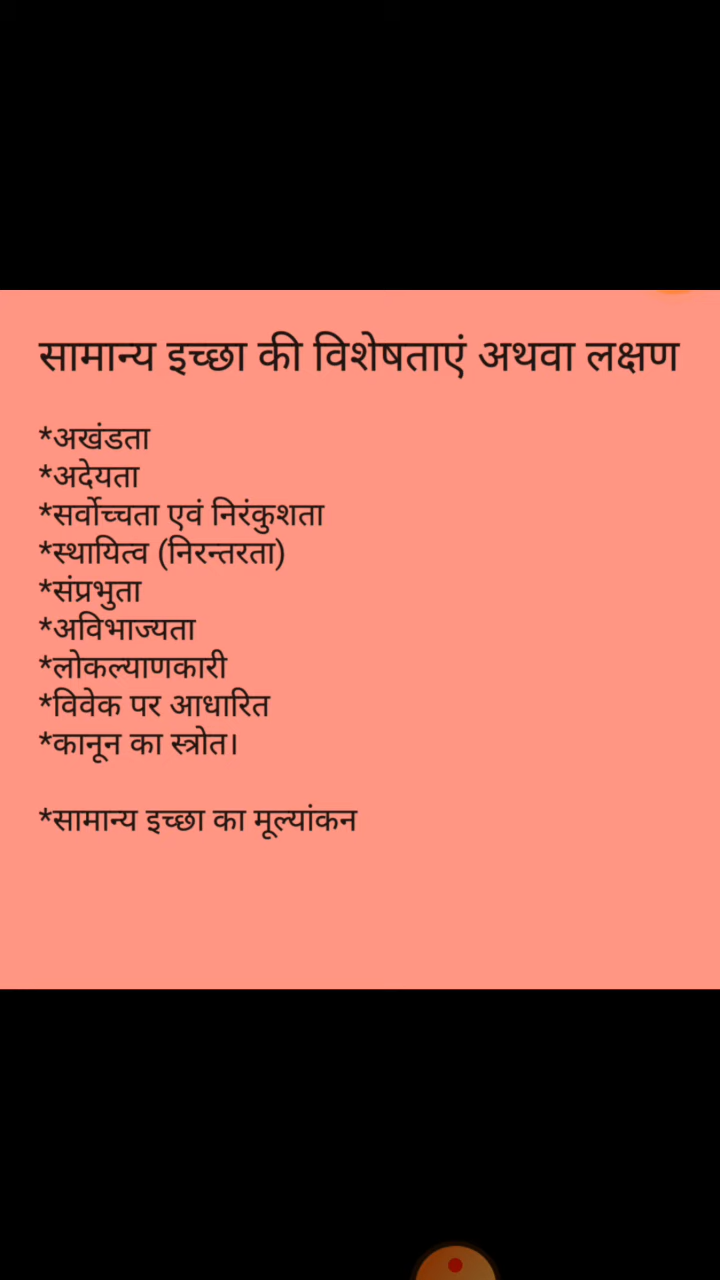 सामान्य इच्छा की विशेषताएं अथवा लक्षण
*अखंडता
*अदेयता
*सर्वोच्चता एवं निरंकुशता
*स्थायित्व (निरन्तरता)
*संप्रभुता
*अविभाज्यता
*लोकल्याणकारी
*विवेक पर आधारित
*कानून का स्त्रोत।
*सामान्य इच्छा का मूल्यांकन